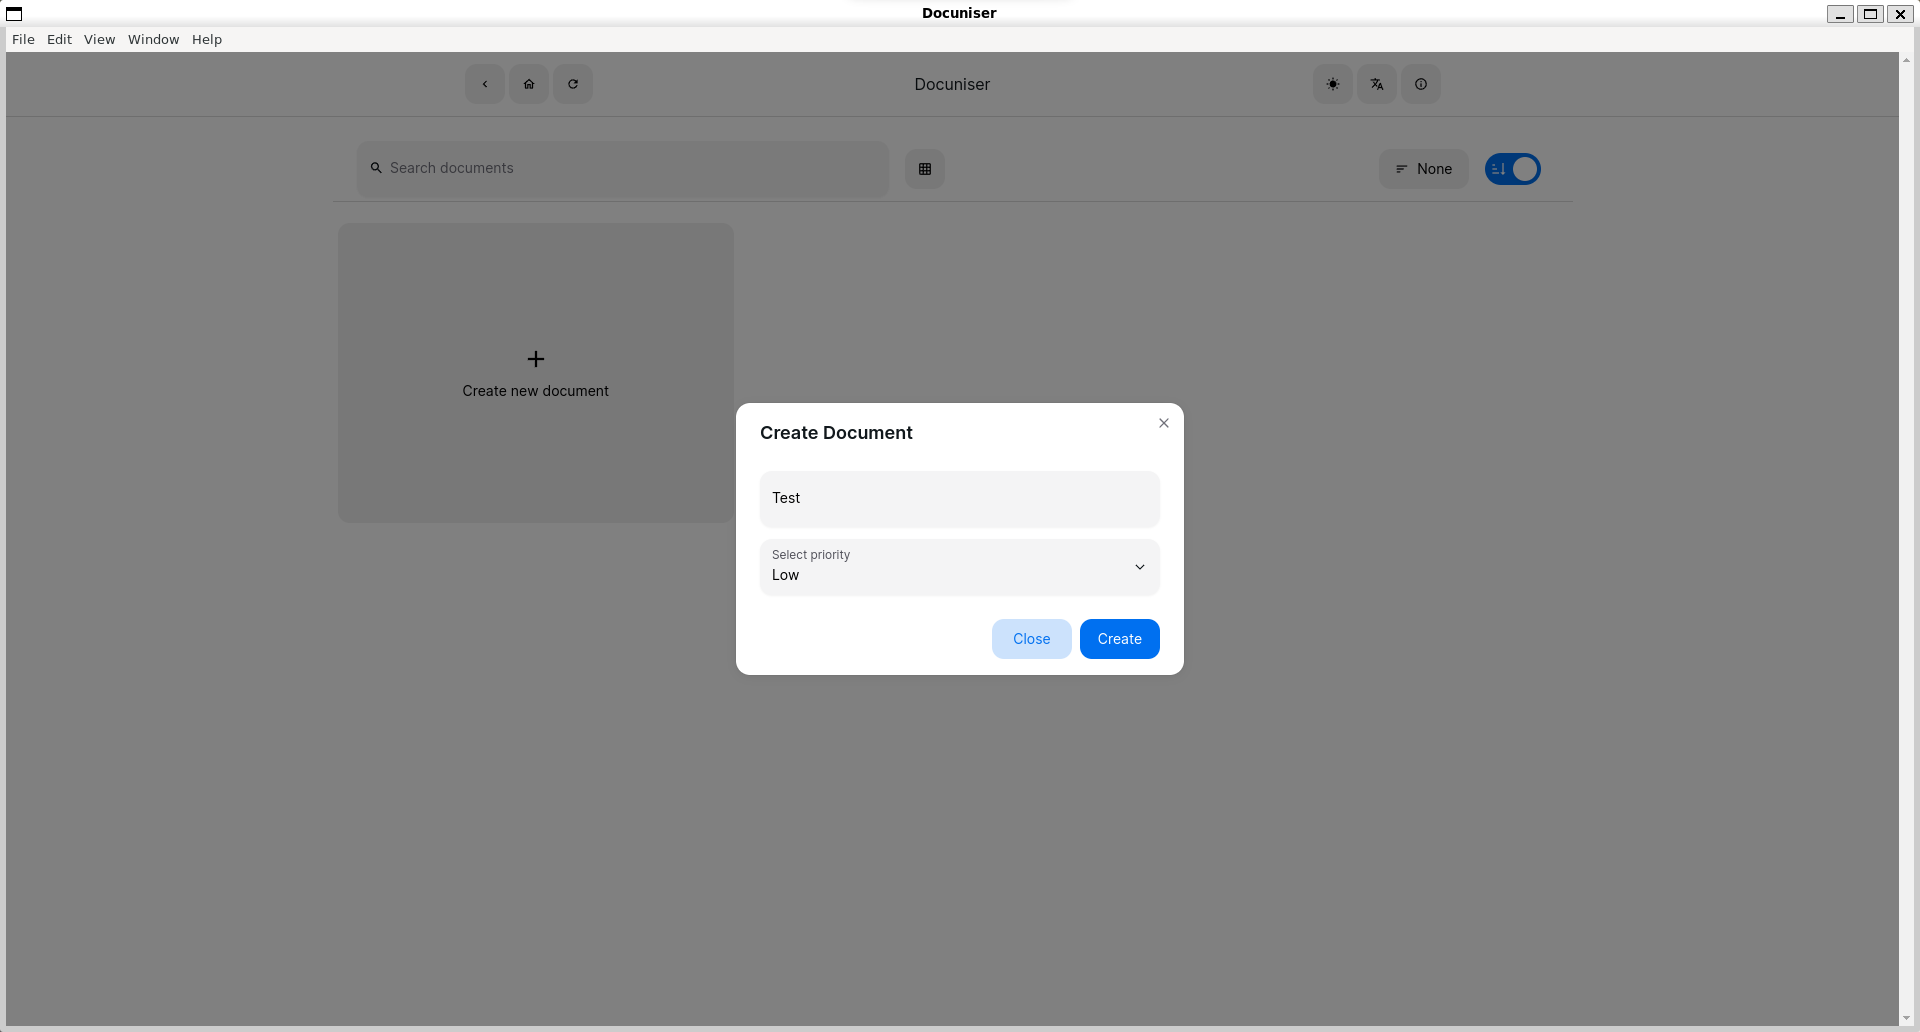 Docuniser
File Edit View Window Help
Docuniser
Search documents
None
Create new document
Create Document
Test
Select priority
Low
Close Create